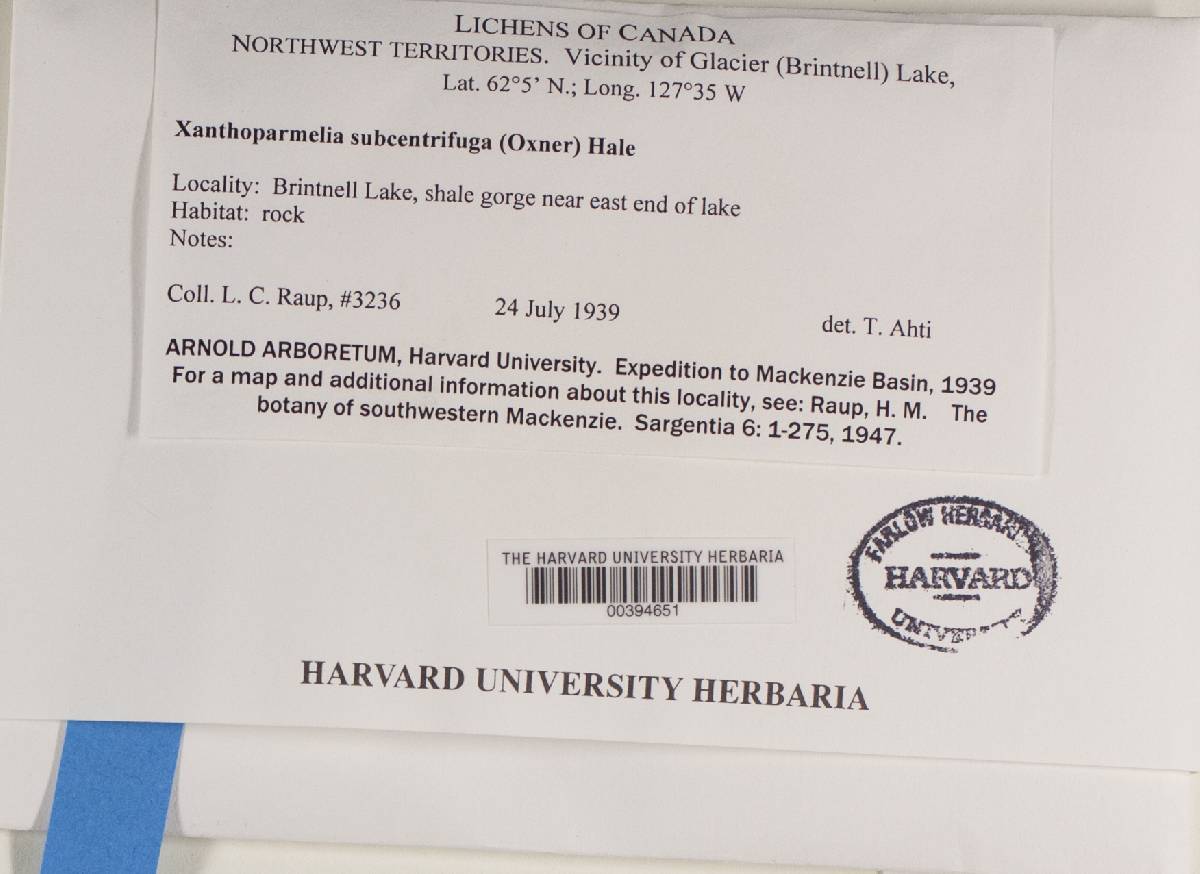 LICHENS OF CANADA
NORTHWEST TERRITORIES. Vicinity of Glacier (Brintnell) Lake,
Lat. 62°5’ N.; Long. 127°35 W
Xanthoparmelia subcentrifuga (Oxner) Hale
Locality: Brintnell Lake, shale gorge near east end of lake
Habitat: rock
Notes:
Coll. L. C. Raup, #3236 24 July 1939 det. T. Ahti
ARNOLD ARBORETUM, Harvard University. Expedition to Mackenzie Basin, 1939
For a map and additional information about this locality, see: Raup, H. M. The
botany of southwestern Mackenzie. Sargentia 6: 1-275, 1947.
FARLOW
HARVARD
THE HARVARD UNIVERSITY HERBARIA
00394651
HARVARD UNIVERSITY HERBARIA